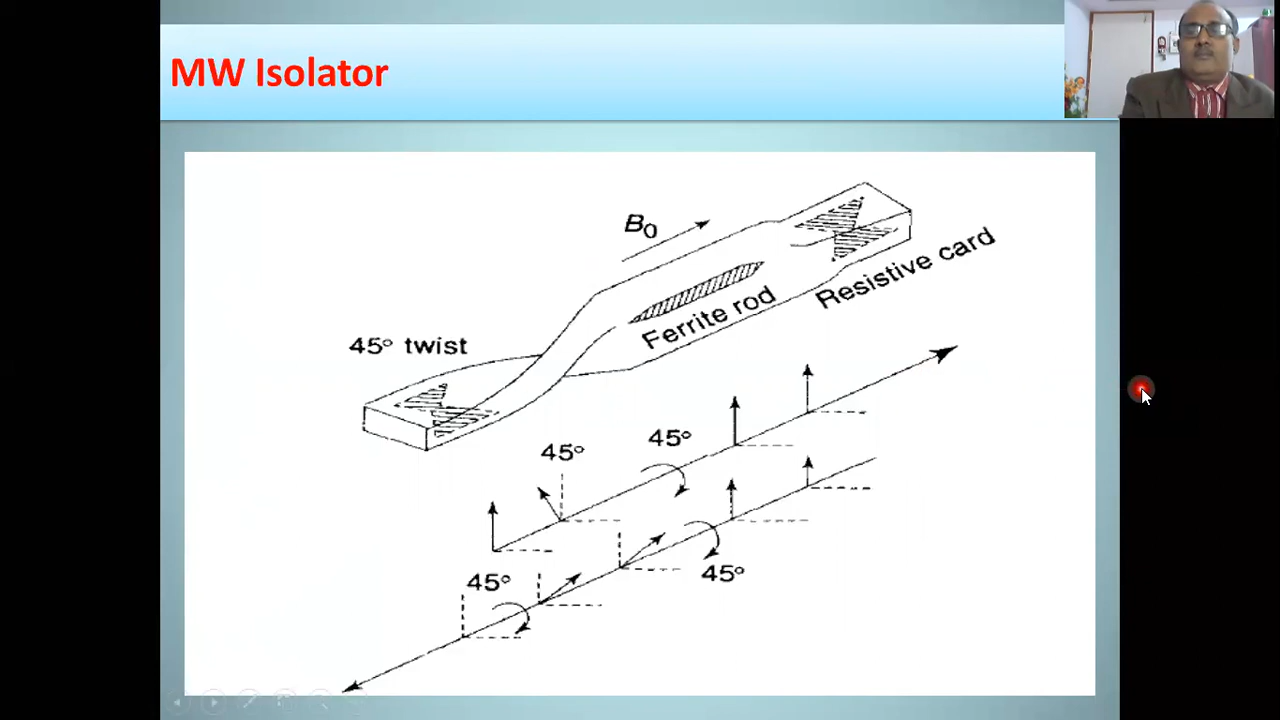 MW Isolator
B₀
Resistive card
Ferrite rod
45° twist
45°
45°
45°
45°